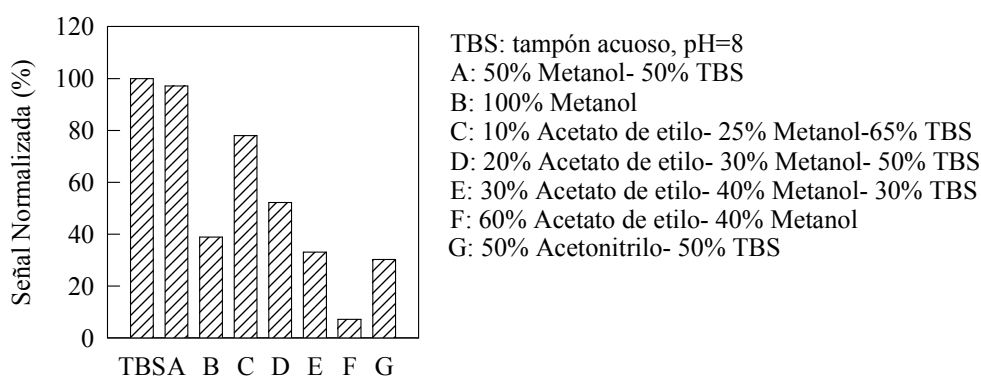 120
100
80
60
40
20
0
Señal Normalizada (%)
TBS A B C D E F G
TBS: tampón acuoso, pH=8
A: 50% Metanol- 50% TBS
B: 100% Metanol
C: 10% Acetato de etilo- 25% Metanol-65% TBS
D: 20% Acetato de etilo- 30% Metanol- 50% TBS
E: 30% Acetato de etilo- 40% Metanol- 30% TBS
F: 60% Acetato de etilo- 40% Metanol
G: 50% Acetonitrilo- 50% TBS